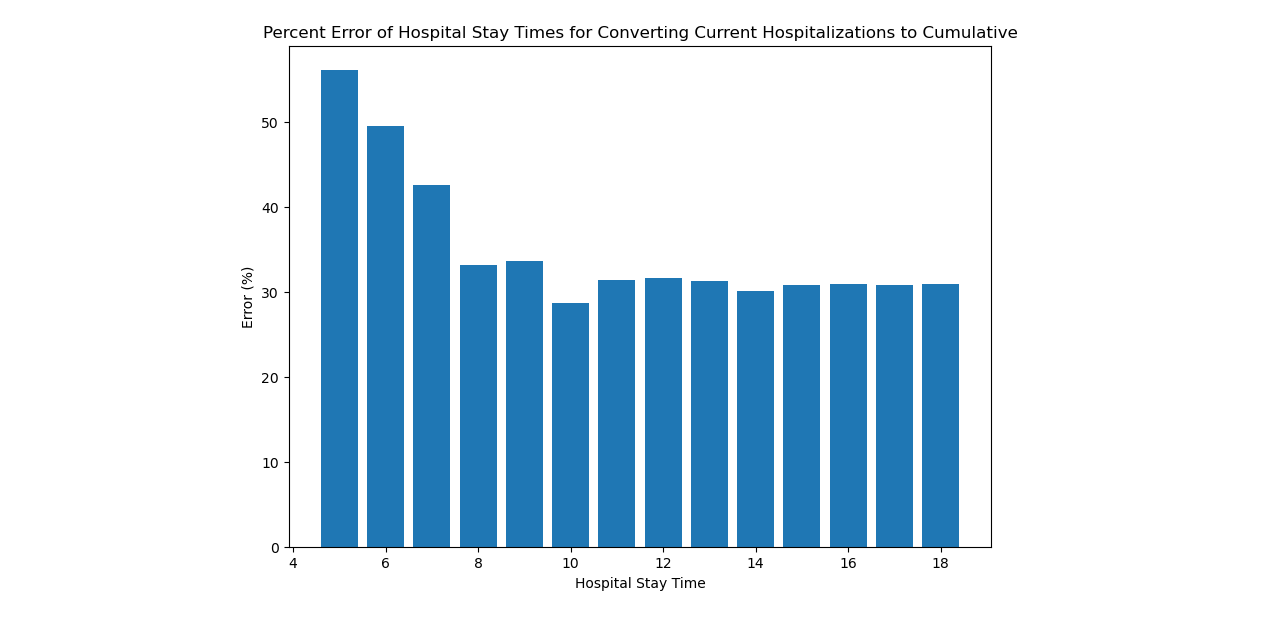 Percent Error of Hospital Stay Times for Converting Current Hospitalizations to Cumulative
50
40
30
20
10
0
Error (%)
4 6 8 10 12 14 16 18
Hospital Stay Time